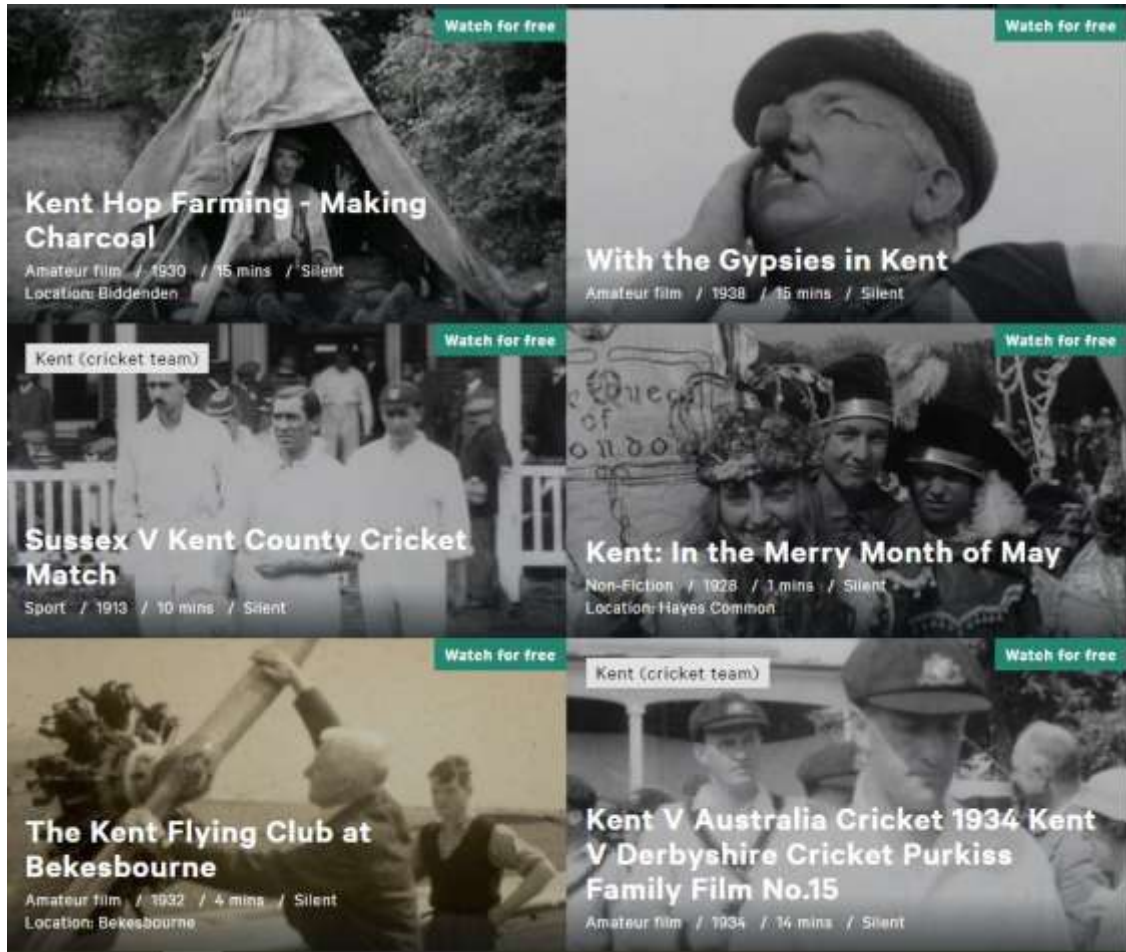 Watch for free
Kent Hop Farming - Making
Charcoal
Amateur film / 1930 / 15 mins / Silent
Location: Biddenden
Watch for free
With the Gypsies in Kent
Amateur film / 1938 / 15 mins / Silent
Watch for free
Kent (cricket team)
Sussex V Kent County Cricket
Match
Sport / 1913 / 10 mins / Silent
Watch for free
Queen
of
London
Kent: In the Merry Month of May
Non-Fiction / 1928 / 1 mins / Silent
Location: Hayes Common
Watch for free
The Kent Flying Club at
Bekesbourne
Amateur film / 1932 / 4 mins / Silent
Location: Bekesbourne
Watch for free
Kent (cricket team)
Kent V Australia Cricket 1934 Kent
V Derbyshire Cricket Purkiss
Family Film No.15
Amateur film / 1934 / 14 mins / Silent